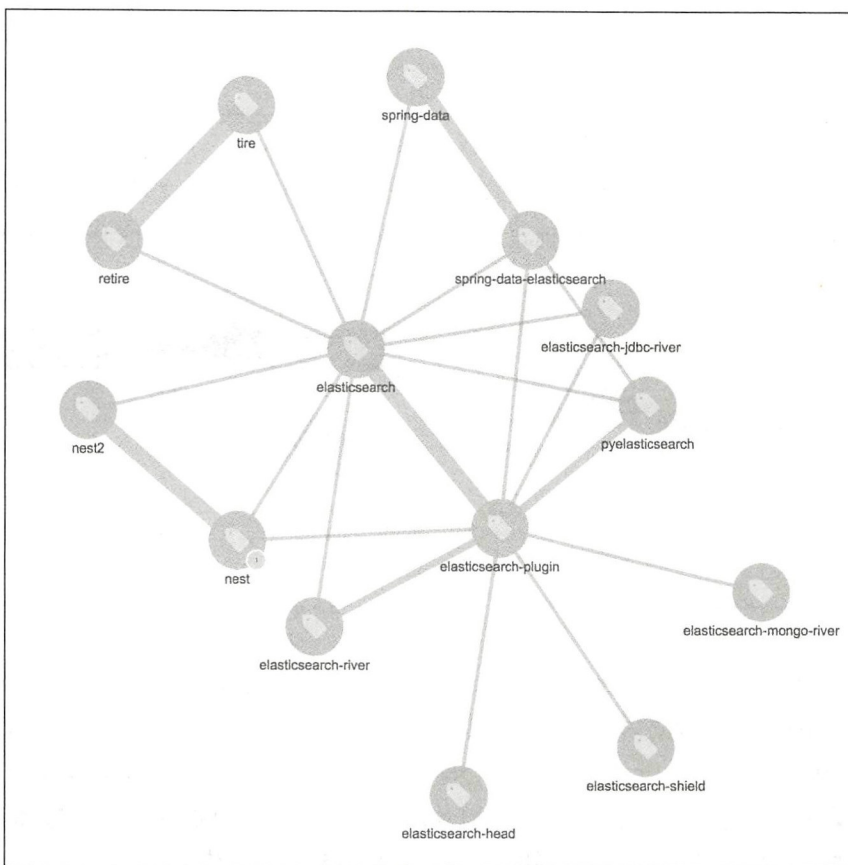 spring-data
tire
retire
spring-data-elasticsearch
elasticsearch-jdbc-river
elasticsearch
nest2
pyelasticsearch
nest
elasticsearch-plugin
elasticsearch-river
elasticsearch-mongo-river
elasticsearch-shield
elasticsearch-head